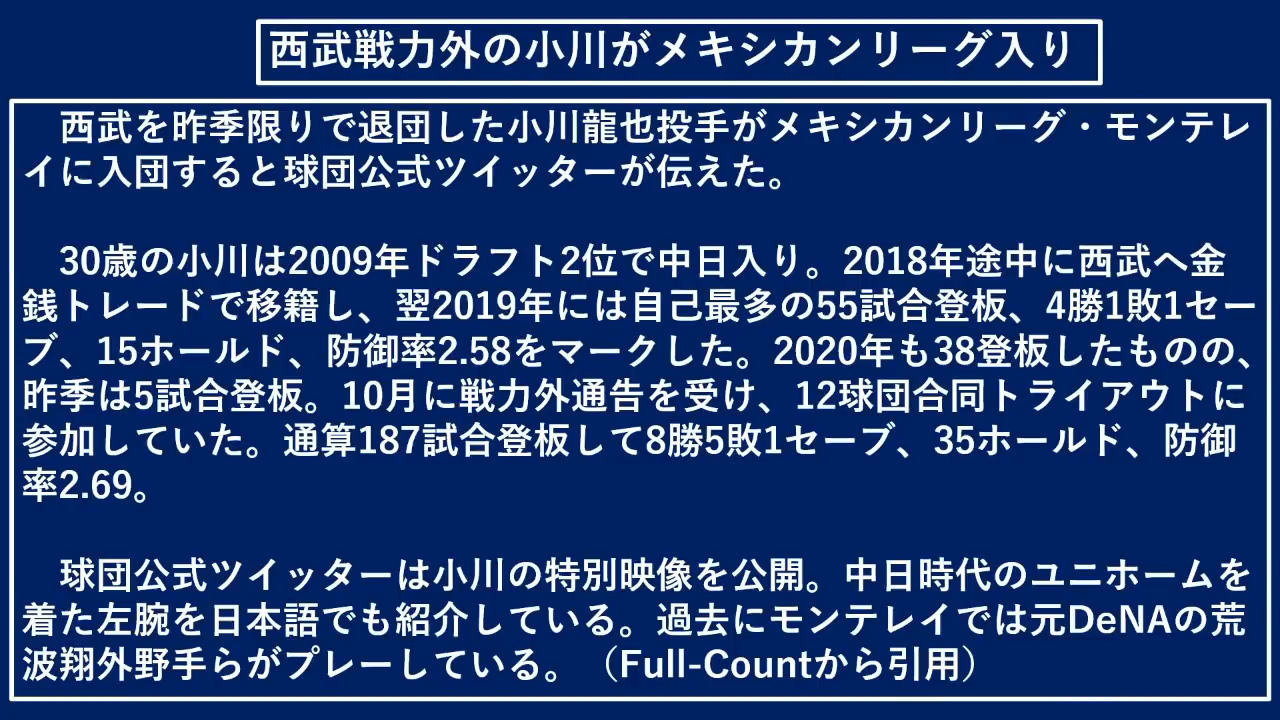 西武戦力外の小川がメキシカンリーグ入り
　西武を昨季限りで退団した小川龍也投手がメキシカンリーグ・モンテレ
イに入団すると球団公式ツイッターが伝えた。
　30歳の小川は2009年ドラフト2位で中日入り。2018年途中に西武へ金
銭トレードで移籍し、翌2019年には自己最多の55試合登板、4勝1敗1セー
ブ、15ホールド、防御率2.58をマークした。2020年も38登板したものの、
昨季は5試合登板。10月に戦力外通告を受け、12球団合同トライアウトに
参加していた。通算187試合登板して8勝5敗1セーブ、35ホールド、防御
率2.69。
　球団公式ツイッターは小川の特別映像を公開。中日時代のユニホームを
着た左腕を日本語でも紹介している。過去にモンテレイでは元DeNAの荒
波翔外野手らがプレーしている。（Full-Countから引用）